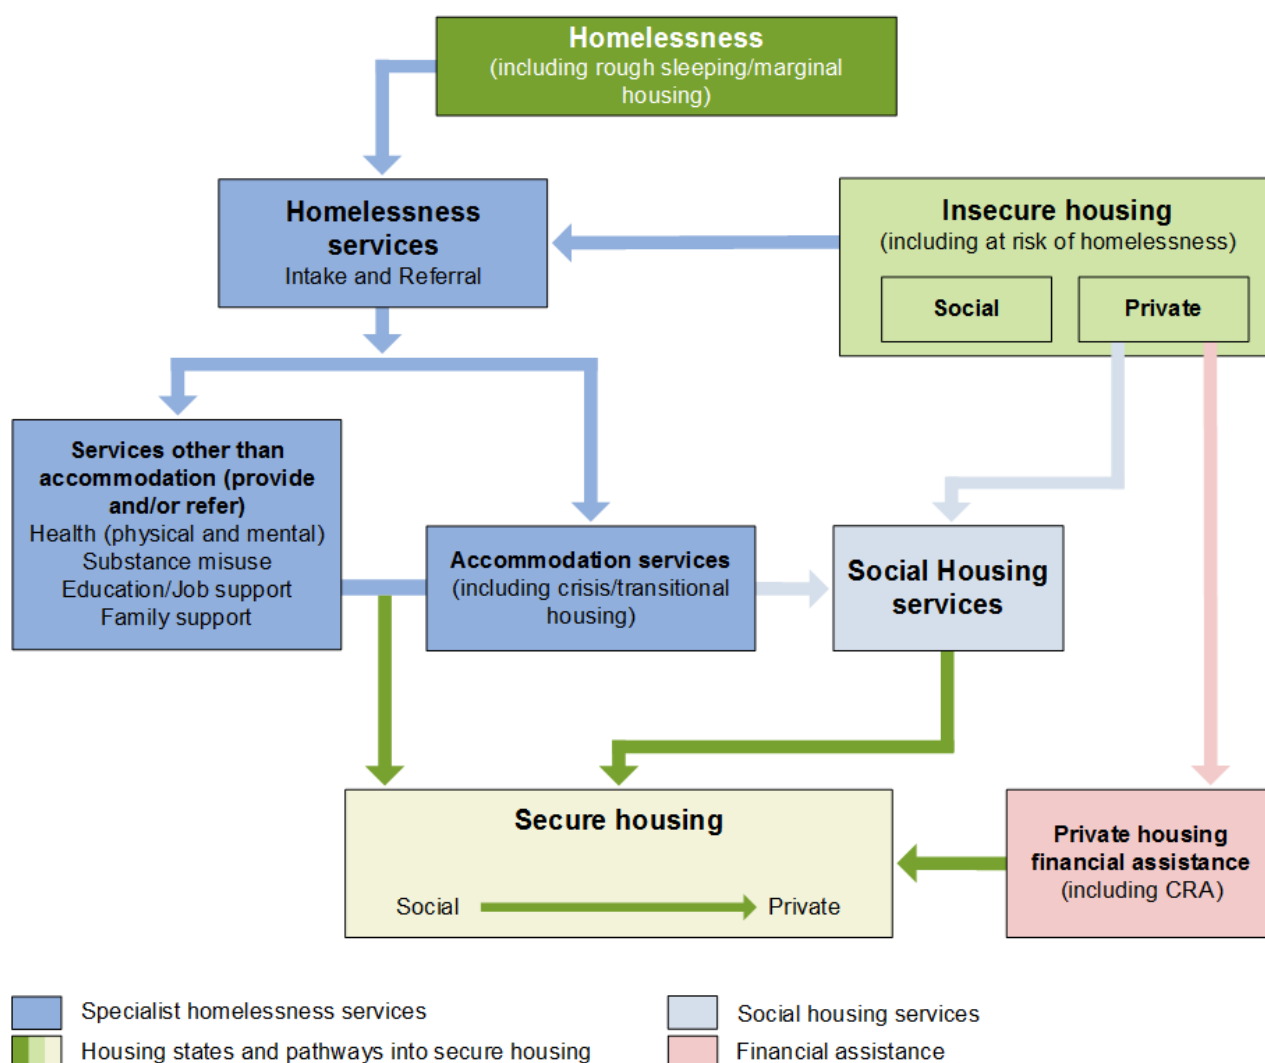 Homelessness
(including rough sleeping/marginal
housing)
Homelessness
services
Intake and Referral
Insecure housing
(including at risk of homelessness)
Social
Private
Services other than
accommodation (provide
and/or refer)
Health (physical and mental)
Substance misuse
Education/Job support
Family support
Accommodation services
(including crisis/transitional
housing)
Social Housing
services
Secure housing
Social
Private
Private housing
financial assistance
(including CRA)
Specialist homelessness services
Social housing services
Housing states and pathways into secure housing
Financial assistance